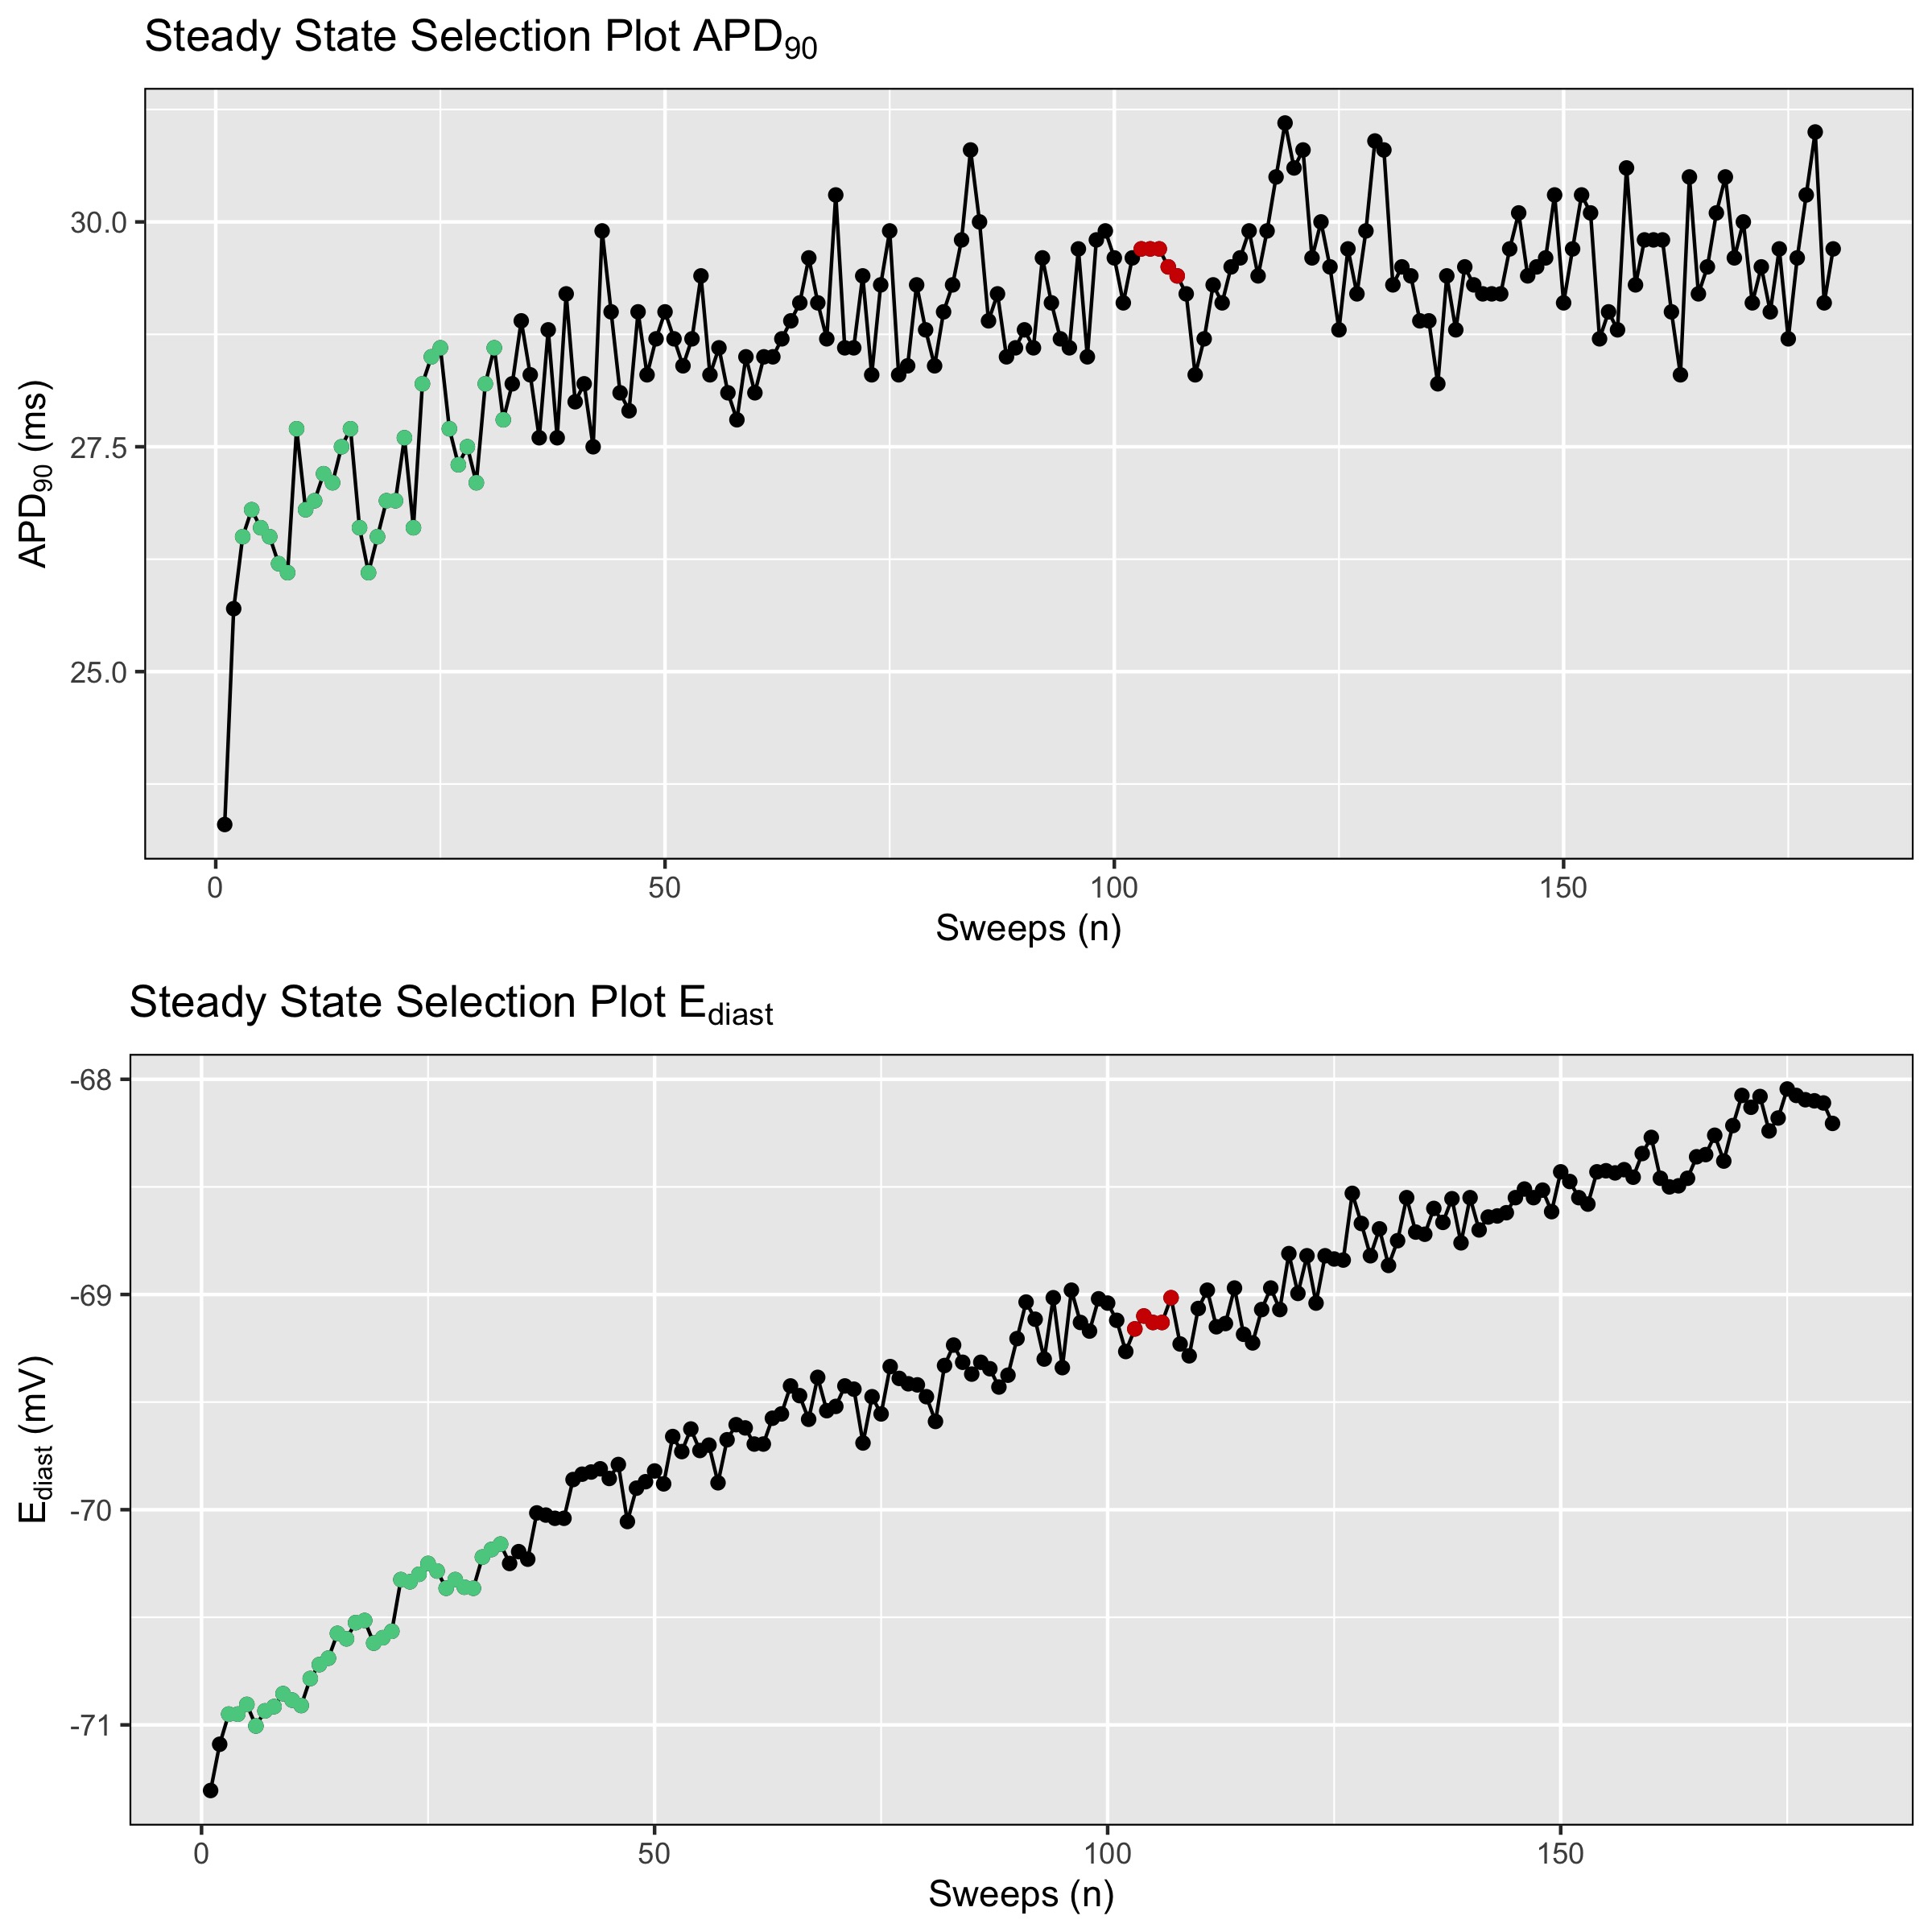 Steady State Selection Plot APD90
30.0
27.5
25.0
APD90 (ms)
0 50 100 150
Sweeps (n)
Steady State Selection Plot Ediast
-68
-69
-70
-71
Ediast (mV)
0 50 100 150
Sweeps (n)